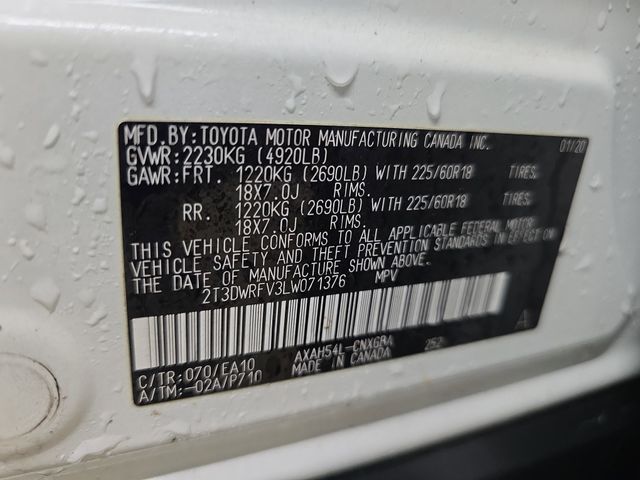 MFD.BY:TOYOTA MOTOR MANUFACTURING CANADA INC. 01/20
GVWR:2230KG (4920LB)
GAWR:FRT. 1220KG (2690LB) WITH 225/60R18 TIRES.
18X7.0J RIMS.
RR. 1220KG (2690LB) WITH 225/60R18 TIRES.
18X7.0J RIMS.
THIS VEHICLE CONFORMS TO ALL APPLICABLE FEDERAL MOTOR
VEHICLE SAFETY AND THEFT PREVENTION STANDARDS IN EFFECT ON
THE DATE OF MANUFACTURE SHOWN ABOVE.
2T3DWRFV3LW071376 MPV
C/TR:070/EA10 AXAH54L-CNXGBA 252 A
A/TM:-02A/P710 MADE IN CANADA